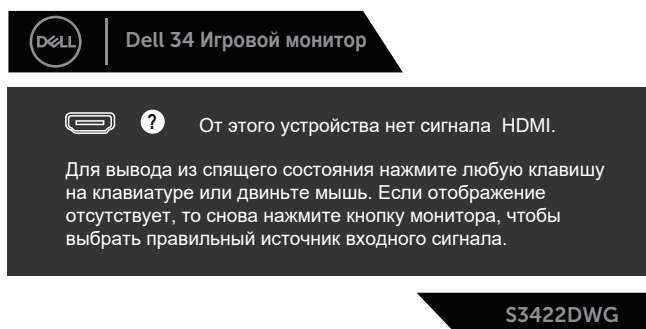 DELL
Dell 34 Игровой монитор
? От этого устройства нет сигнала HDMI.
Для вывода из спящего состояния нажмите любую клавишу
на клавиатуре или двиньте мышь. Если отображение
отсутствует, то снова нажмите кнопку монитора, чтобы
выбрать правильный источник входного сигнала.
S3422DWG